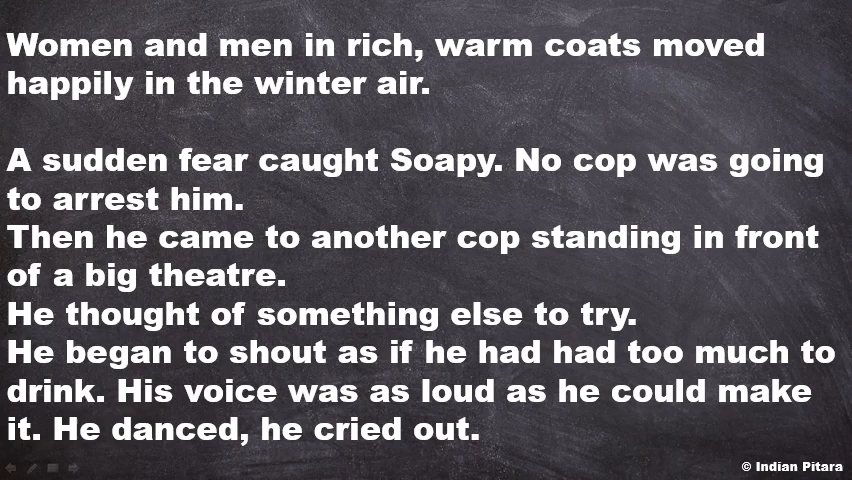 Women and men in rich, warm coats moved
happily in the winter air.
A sudden fear caught Soapy. No cop was going
to arrest him.
Then he came to another cop standing in front
of a big theatre.
He thought of something else to try.
He began to shout as if he had had too much to
drink. His voice was as loud as he could make
it. He danced, he cried out.
© Indian Pitara